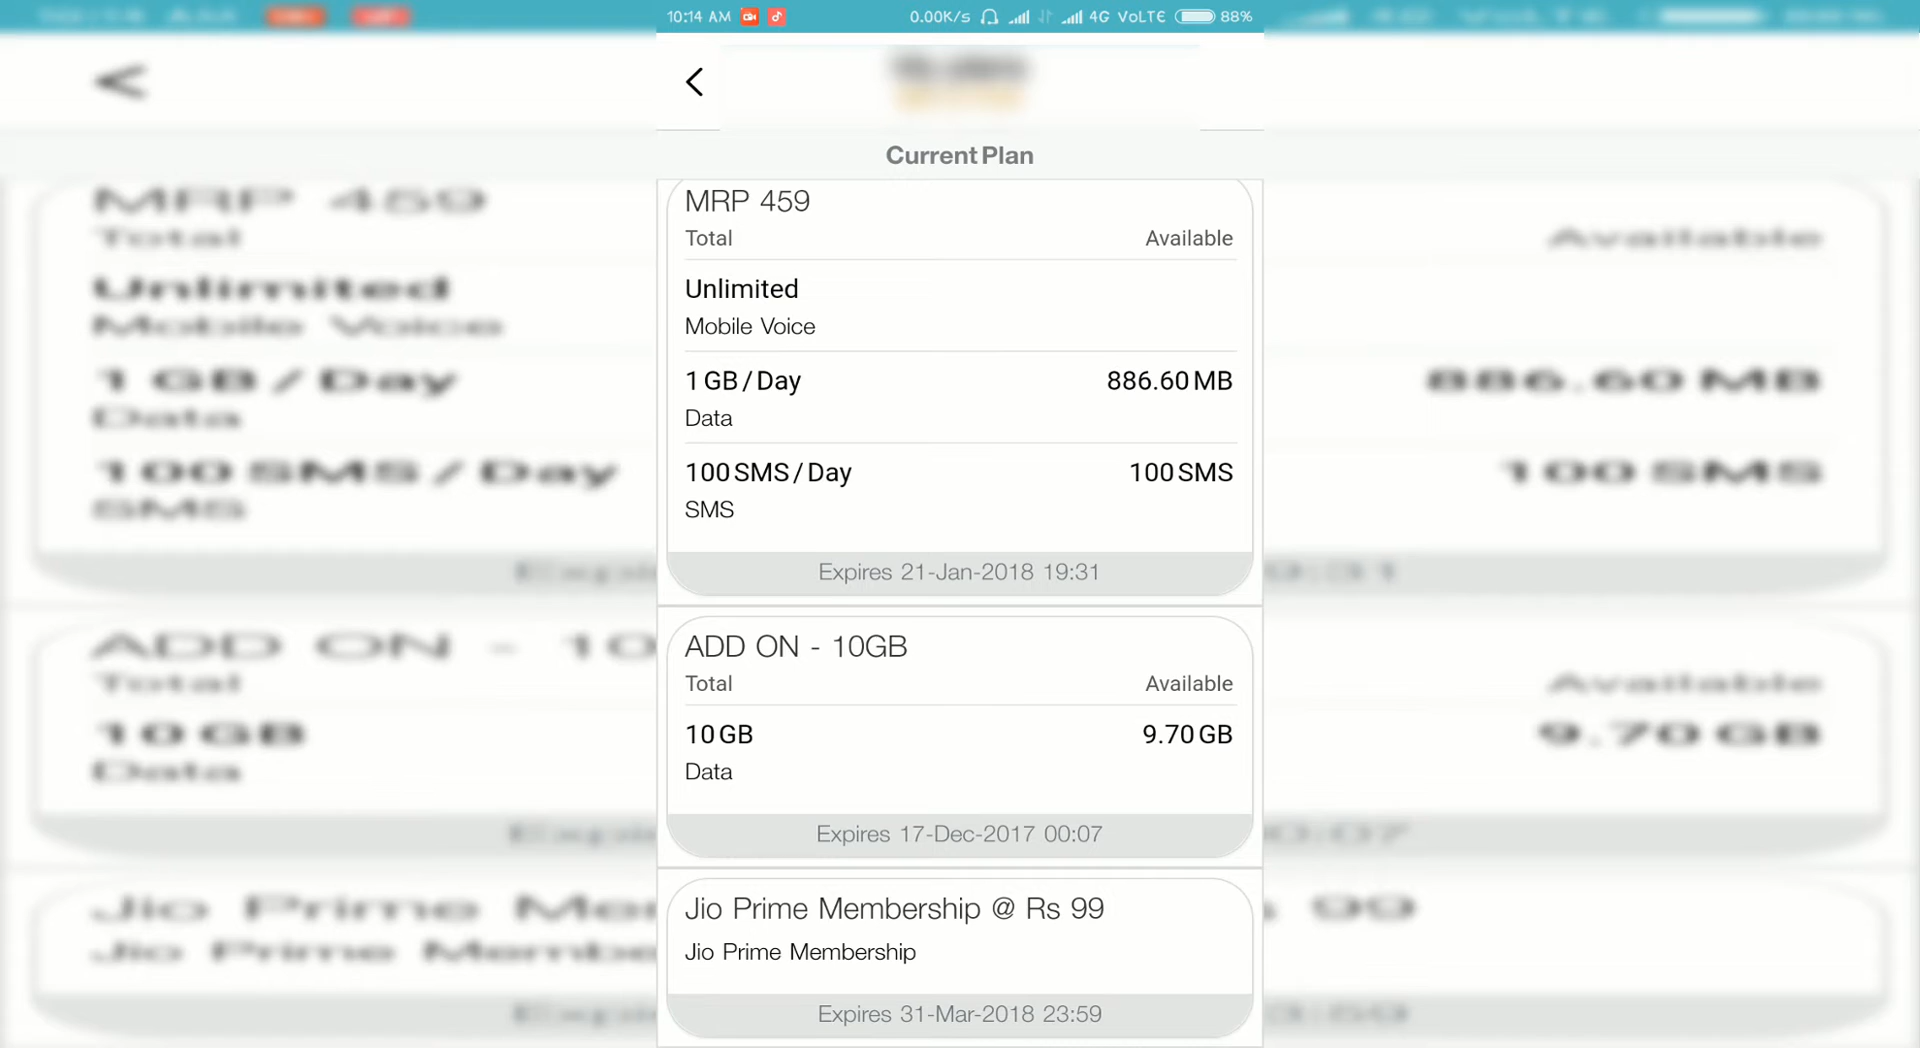 10:14 AM 0.00K/s 4G VoLTE 88%
Current Plan
MRP 459
Total Available
Unlimited
Mobile Voice
1 GB / Day 886.60 MB
Data
100 SMS / Day 100 SMS
SMS
Expires 21-Jan-2018 19:31
ADD ON - 10GB
Total Available
10 GB 9.70 GB
Data
Expires 17-Dec-2017 00:07
Jio Prime Membership @ Rs 99
Jio Prime Membership
Expires 31-Mar-2018 23:59